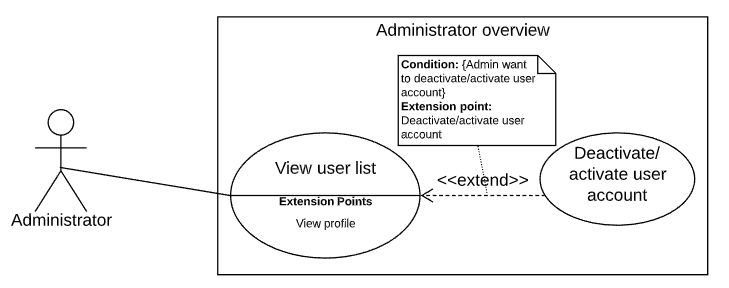 Administrator overview
Condition: {Admin want
to deactivate/activate user
account}
Extension point:
Deactivate/activate user
account
View user list
Extension Points
View profile
<<extend>>
Deactivate/
activate user
account
Administrator